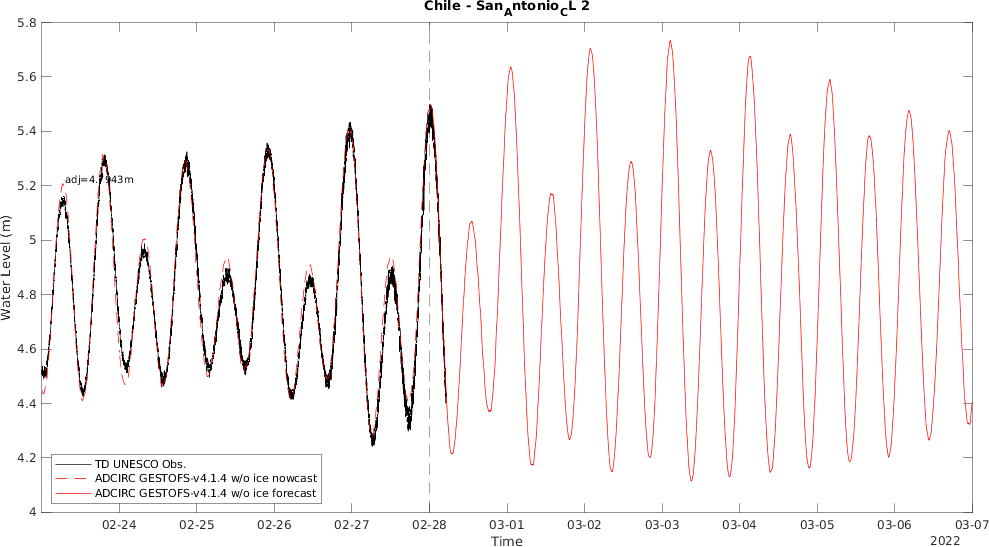 Chile - San_Antonio_CL 2
5.8
5.6
5.4
5.2
5
4.8
4.6
4.4
4.2
4
Water Level (m)
adj=4.7943m
TD UNESCO Obs.
ADCIRC GESTOFS-v4.1.4 w/o ice nowcast
ADCIRC GESTOFS-v4.1.4 w/o ice forecast
02-24 02-25 02-26 02-27 02-28 03-01 03-02 03-03 03-04 03-05 03-06 03-07
Time
2022